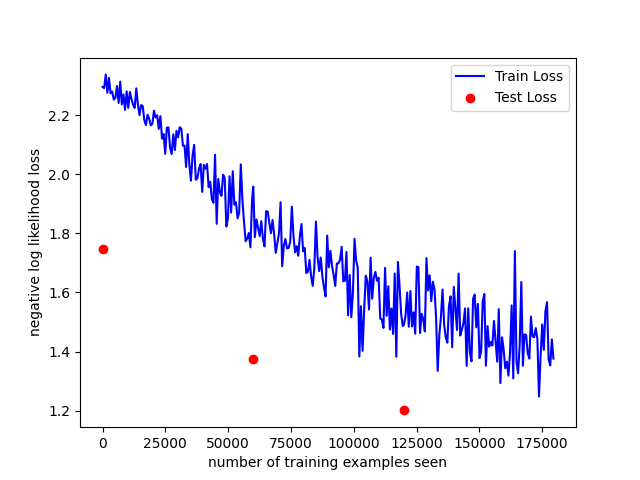 Train Loss
Test Loss
negative log likelihood loss
2.2
2.0
1.8
1.6
1.4
1.2
0 25000 50000 75000 100000 125000 150000 175000
number of training examples seen